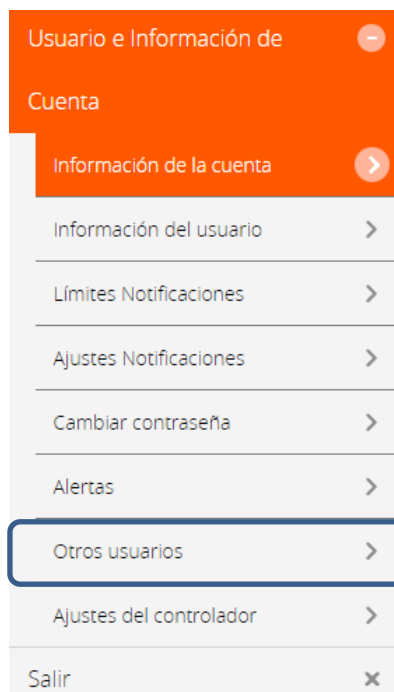 Usuario e Información de
Cuenta
Información de la cuenta
Información del usuario
Límites Notificaciones
Ajustes Notificaciones
Cambiar contraseña
Alertas
Otros usuarios
Ajustes del controlador
Salir